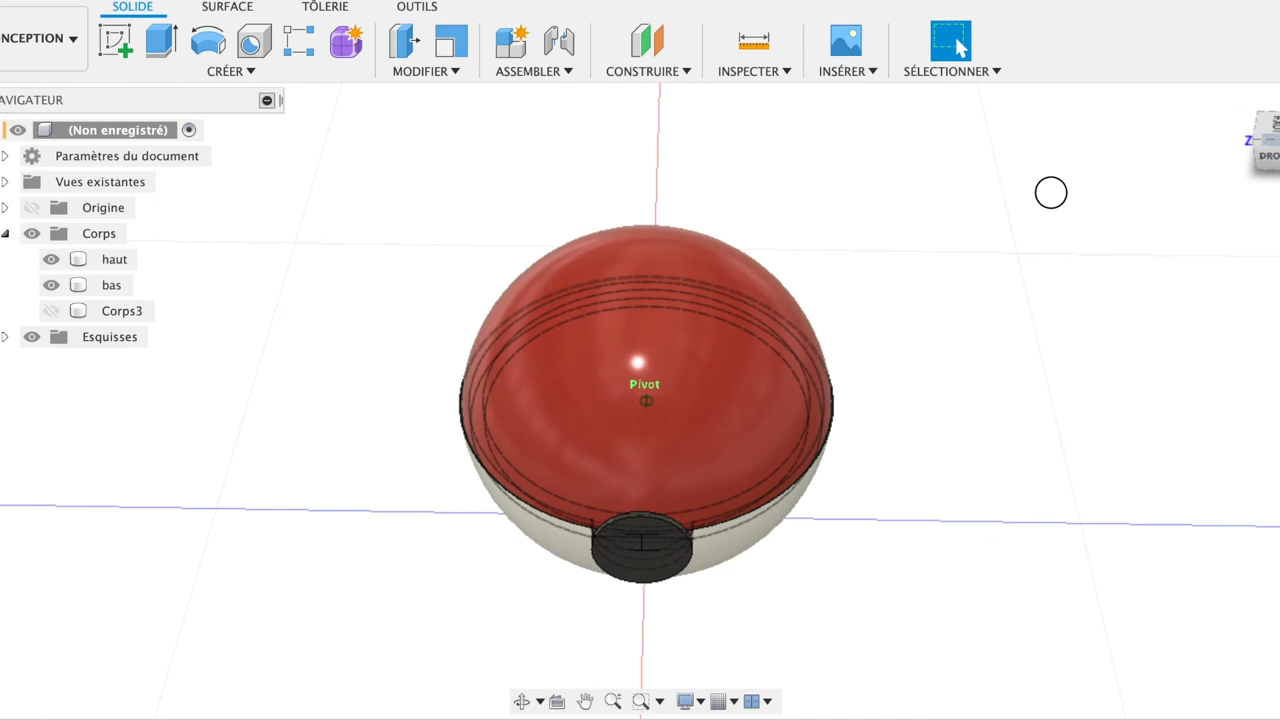 SOLIDE SURFACE TÔLERIE OUTILS
NCEPTION
CRÉER MODIFIER ASSEMBLER CONSTRUIRE INSPECTER INSÉRER SÉLECTIONNER
AVIGATEUR
(Non enregistré)
Paramètres du document
Vues existantes
Origine
Corps
haut
bas
Corps3
Esquisses
Pivot
Z
DRO